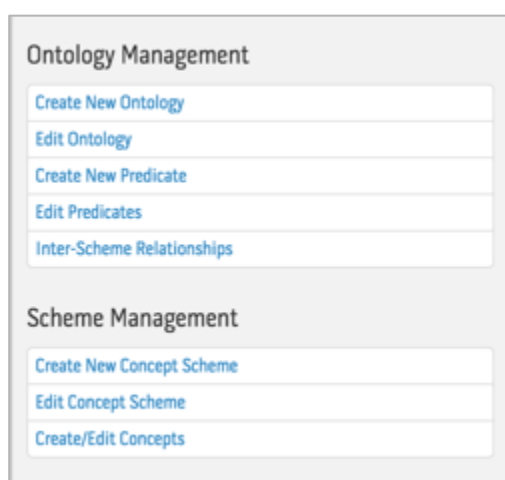 Ontology Management
Create New Ontology
Edit Ontology
Create New Predicate
Edit Predicates
Inter-Scheme Relationships
Scheme Management
Create New Concept Scheme
Edit Concept Scheme
Create/Edit Concepts